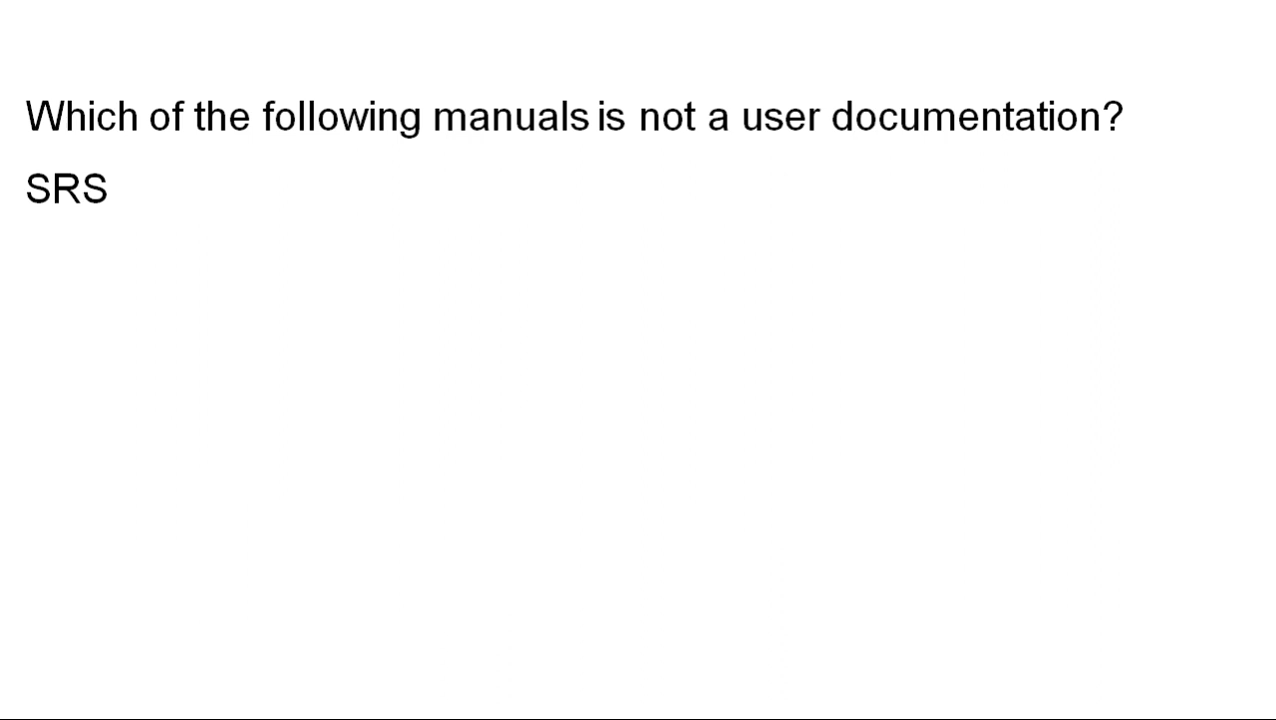 Which of the following manuals is not a user documentation?
SRS